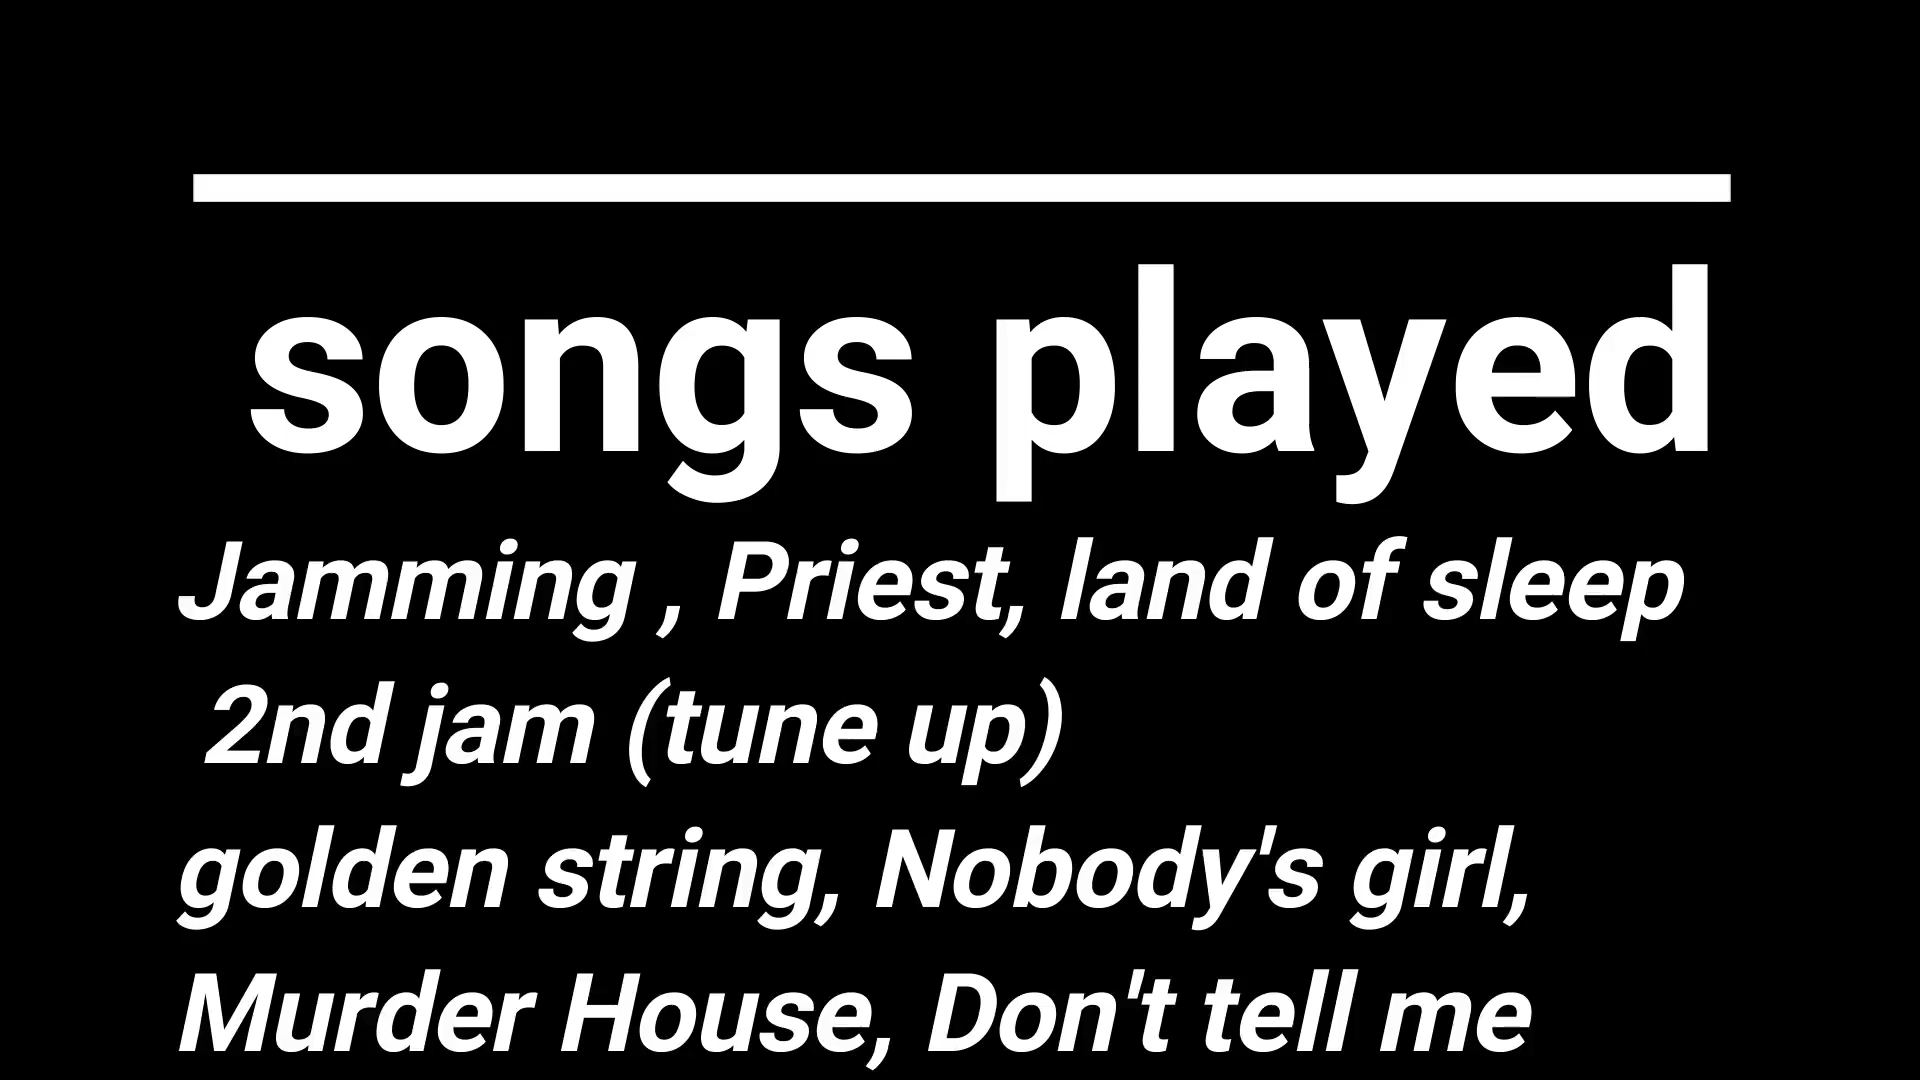 songs played
Jamming , Priest, land of sleep
2nd jam (tune up)
golden string, Nobody's girl,
Murder House, Don't tell me